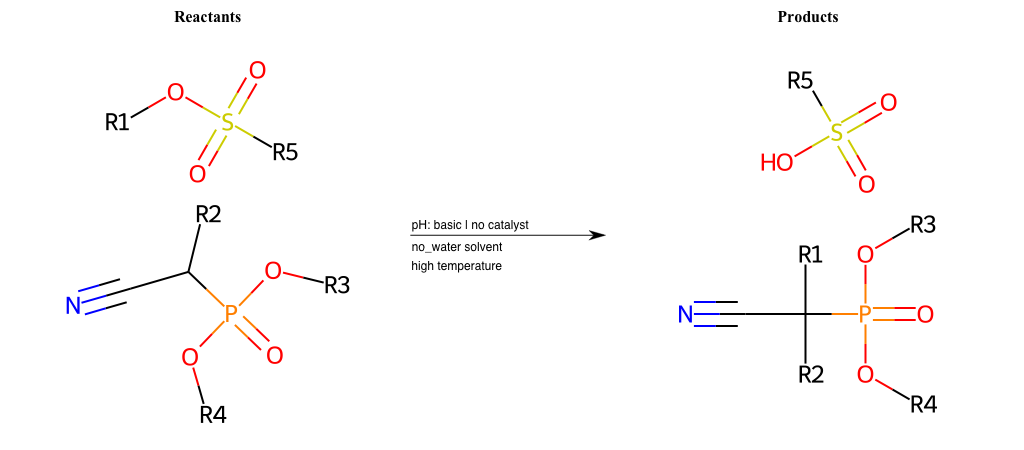 Reactants
Products
O
O
R1
S
R5
O
R5
O
S
HO
O
R2
N
O
R3
P
O
O
R4
pH: basic | no catalyst
no_water solvent
high temperature
R3
R1
O
N
P
O
R2
O
R4